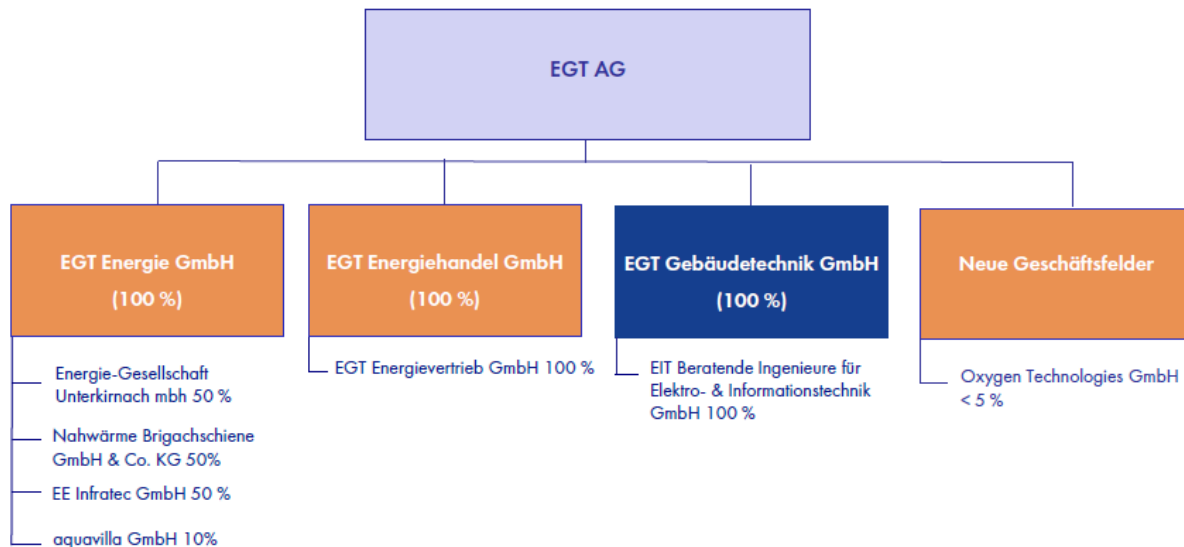 EGT AG
EGT Energie GmbH
(100 %)
EGT Energiehandel GmbH
(100 %)
EGT Gebäudetechnik GmbH
(100 %)
Neue Geschäftsfelder
Energie-Gesellschaft
Unterkirnach mbh 50 %
Nahwärme Brigachschiene
GmbH & Co. KG 50%
EE Infratec GmbH 50 %
aquavilla GmbH 10%
EGT Energievertrieb GmbH 100 %
EIT Beratende Ingenieure für
Elektro- & Informationstechnik
GmbH 100 %
Oxygen Technologies GmbH
< 5 %